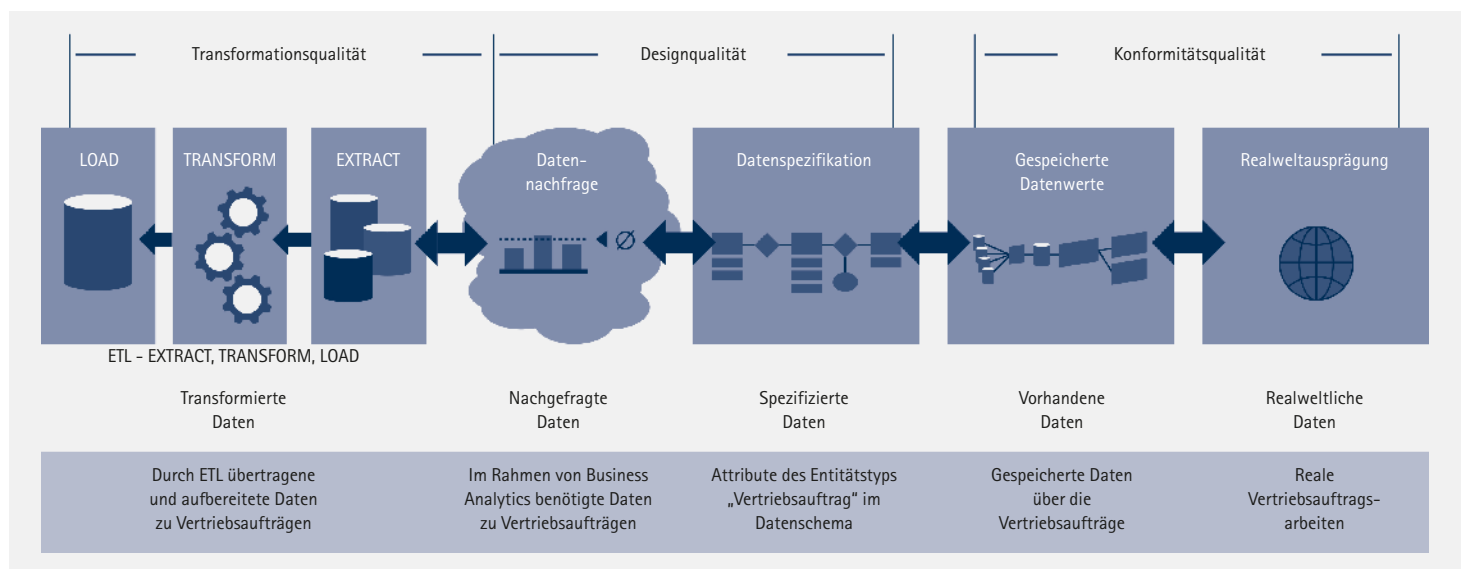 Transformationsqualität
Designqualität
Konformitätsqualität
LOAD
TRANSFORM
EXTRACT
Daten-
nachfrage
Datenspezifikation
Gespeicherte
Datenwerte
Realweltausprägung
Ø
ETL - EXTRACT, TRANSFORM, LOAD
Transformierte
Daten
Nachgefragte
Daten
Spezifizierte
Daten
Vorhandene
Daten
Realweltliche
Daten
Durch ETL übertragene
und aufbereitete Daten
zu Vertriebsaufträgen
Im Rahmen von Business
Analytics benötigte Daten
zu Vertriebsaufträgen
Attribute des Entitätstyps
„Vertriebsauftrag“ im
Datenschema
Gespeicherte Daten
über die
Vertriebsaufträge
Reale
Vertriebsauftrags-
arbeiten